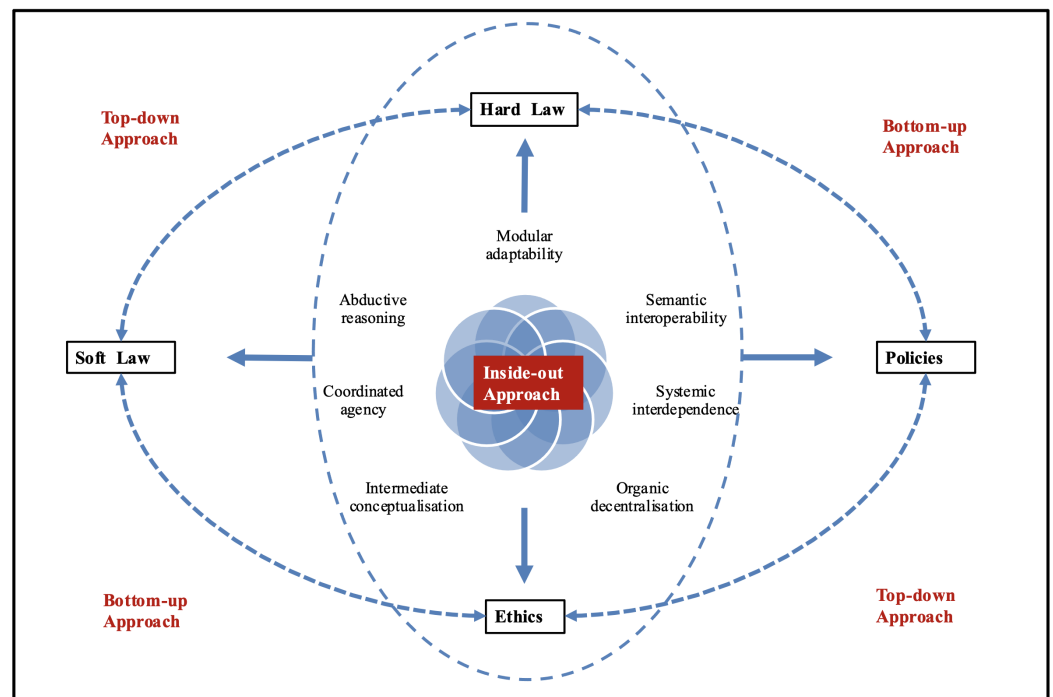 Hard Law
Top-down
Approach
Bottom-up
Approach
Modular
adaptability
Abductive
reasoning
Semantic
interoperability
Soft Law
Inside-out
Approach
Policies
Coordinated
agency
Systemic
interdependence
Intermediate
conceptualisation
Organic
decentralisation
Bottom-up
Approach
Ethics
Top-down
Approach